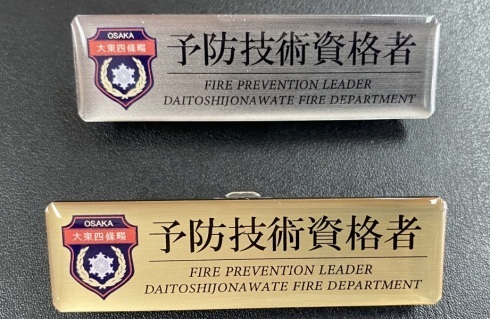 OSAKA
大東四條畷
予防技術資格者
FIRE PREVENTION LEADER
DAITOSHIJONAWATE FIRE DEPARTMENT
OSAKA
大東四條畷
予防技術資格者
FIRE PREVENTION LEADER
DAITOSHIJONAWATE FIRE DEPARTMENT